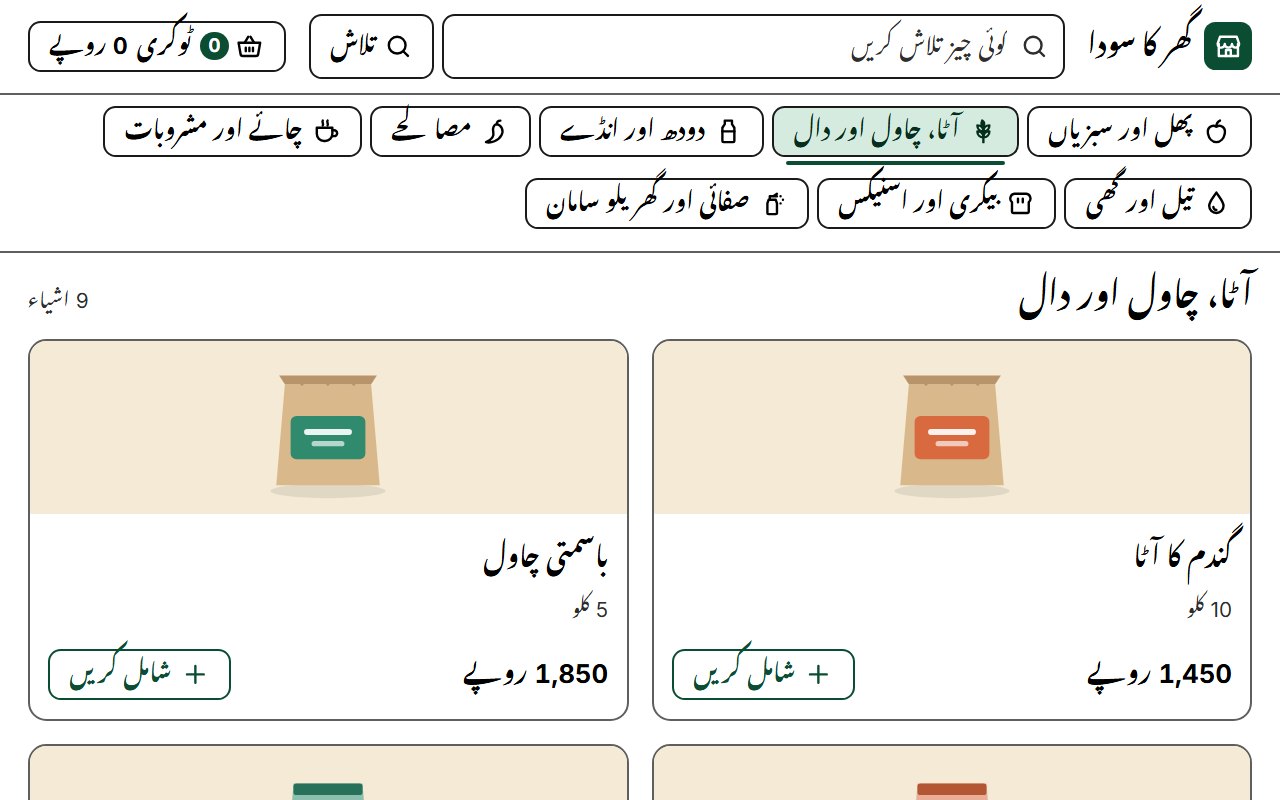 گھر کا سودا
کوئی چیز تلاش کریں
تلاش
0 ٹوکری 0 روپے
پھل اور سبزیاں
آٹا، چاول اور دال
دودھ اور انڈے
مصالحے
چائے اور مشروبات
تیل اور گھی
بیکری اور اسنیکس
صفائی اور گھریلو سامان
آٹا، چاول اور دال
9 اشیاء
گندم کا آٹا
10 کلو
1,450 روپے
شامل کریں
باسمتی چاول
5 کلو
1,850 روپے
شامل کریں